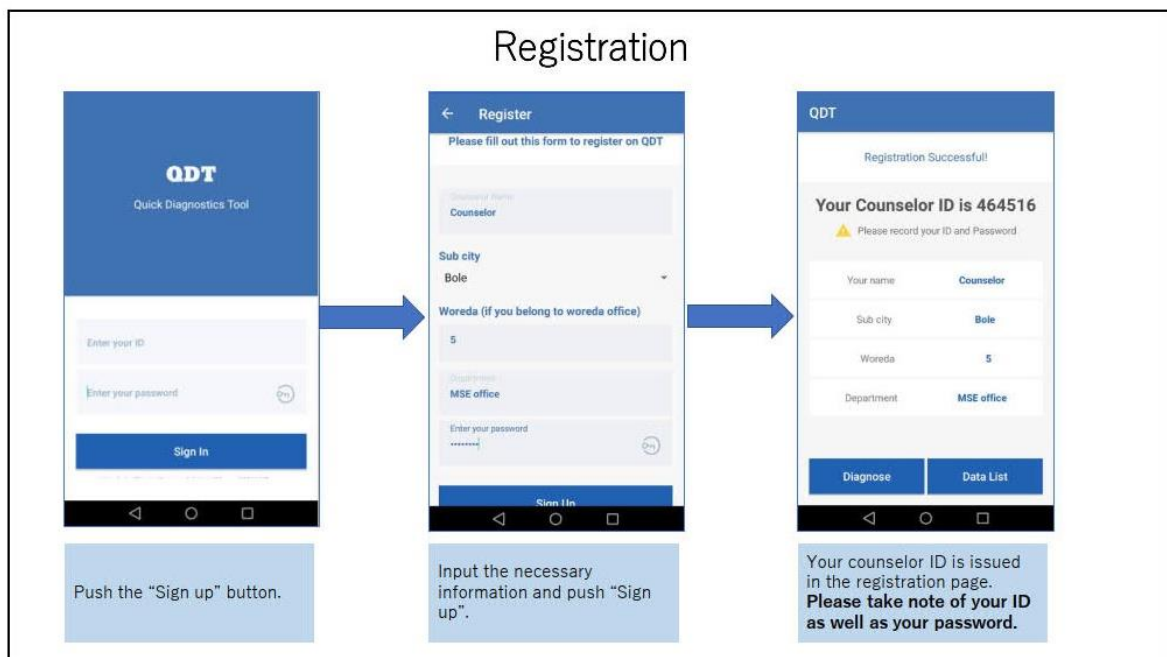 Registration
QDT
Quick Diagnostics Tool
Enter your ID
Enter your password
Sign In
Push the “Sign up” button.
Register
Please fill out this form to register on QDT
Counselor Name
Counselor
Sub city
Bole
Woreda (if you belong to woreda office)
5
Department
MSE office
Enter your password
Sign Up
Input the necessary
information and push “Sign
up”.
QDT
Registration Successful!
Your Counselor ID is 464516
Please record your ID and Password
Your name Counselor
Sub city Bole
Woreda 5
Department MSE office
Diagnose Data List
Your counselor ID is issued
in the registration page.
Please take note of your ID
as well as your password.